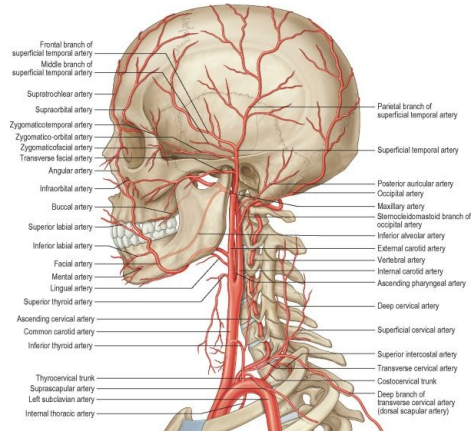 Frontal branch of
superficial temporal artery
Middle branch of
superficial temporal artery
Supratrochlear artery
Supraorbital artery
Zygomaticotemporal artery
Zygomatico-orbital artery
Zygomaticofacial artery
Transverse facial artery
Angular artery
Infraorbital artery
Buccal artery
Superior labial artery
Inferior labial artery
Facial artery
Mental artery
Lingual artery
Superior thyroid artery
Ascending cervical artery
Common carotid artery
Inferior thyroid artery
Thyrocervical trunk
Suprascapular artery
Left subclavian artery
Internal thoracic artery
Parietal branch of
superficial temporal artery
Superficial temporal artery
Posterior auricular artery
Occipital artery
Maxillary artery
Sternocleidomastoid branch of
occipital artery
Inferior alveolar artery
External carotid artery
Vertebral artery
Internal carotid artery
Ascending pharyngeal artery
Deep cervical artery
Superficial cervical artery
Superior intercostal artery
Transverse cervical artery
Costocervical trunk
Deep branch of
transverse cervical artery
(dorsal scapular artery)